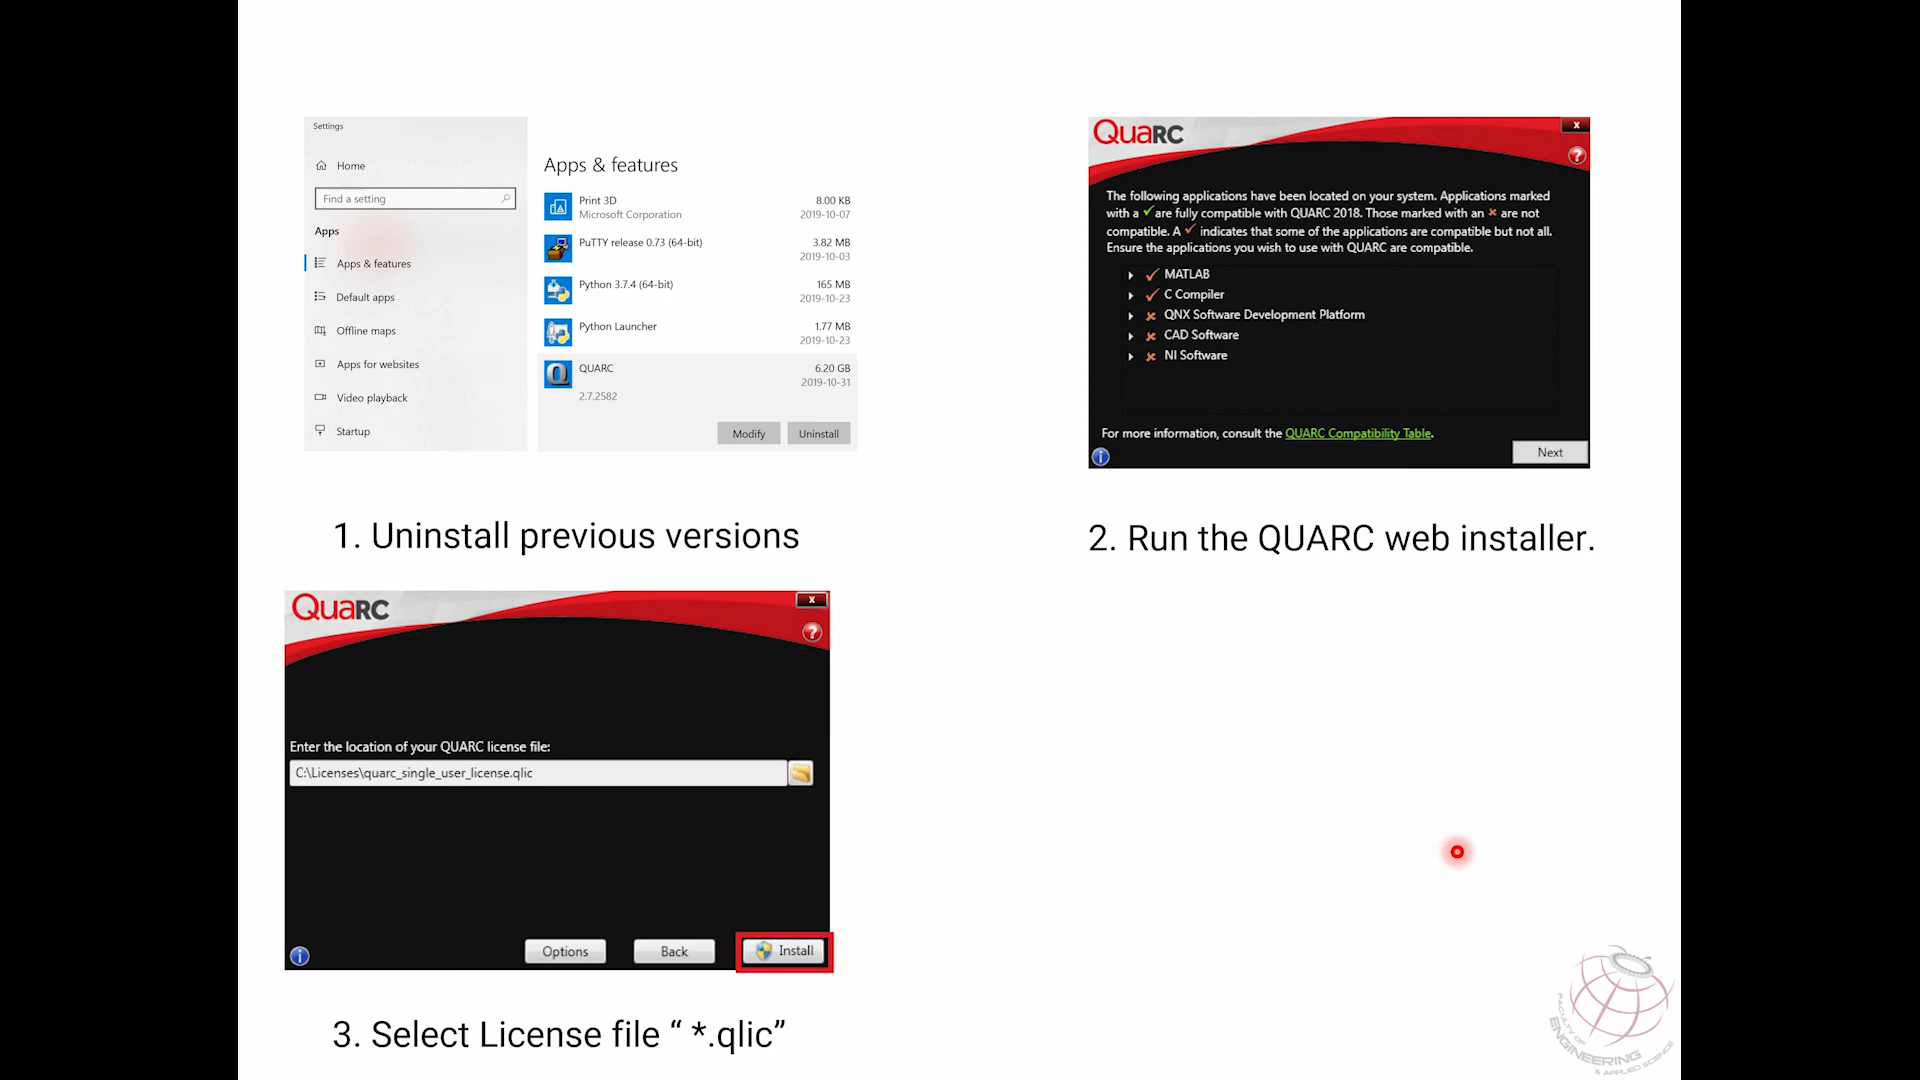 Settings
Home
Find a setting
Apps
Apps & features
Default apps
Offline maps
Apps for websites
Video playback
Startup
Apps & features
Print 3D 8.00 KB
Microsoft Corporation 2019-10-07
PuTTY release 0.73 (64-bit) 3.82 MB
2019-10-03
Python 3.7.4 (64-bit) 165 MB
2019-10-23
Python Launcher 1.77 MB
2019-10-23
QUARC 6.20 GB
2019-10-31
2.7.2582
Modify Uninstall
1. Uninstall previous versions
QuaRC
x
?
The following applications have been located on your system. Applications marked
with a ✓are fully compatible with QUARC 2018. Those marked with an ✗ are not
compatible. A ✓ indicates that some of the applications are compatible but not all.
Ensure the applications you wish to use with QUARC are compatible.
MATLAB
C Compiler
QNX Software Development Platform
CAD Software
NI Software
For more information, consult the QUARC Compatibility Table.
Next
2. Run the QUARC web installer.
QuaRC
x
?
Enter the location of your QUARC license file:
C:\Licenses\quarc_single_user_license.qlic
Options Back Install
3. Select License file “ *.qlic”
FACULTY OF
ENGINEERING
& APPLIED SCIENCE